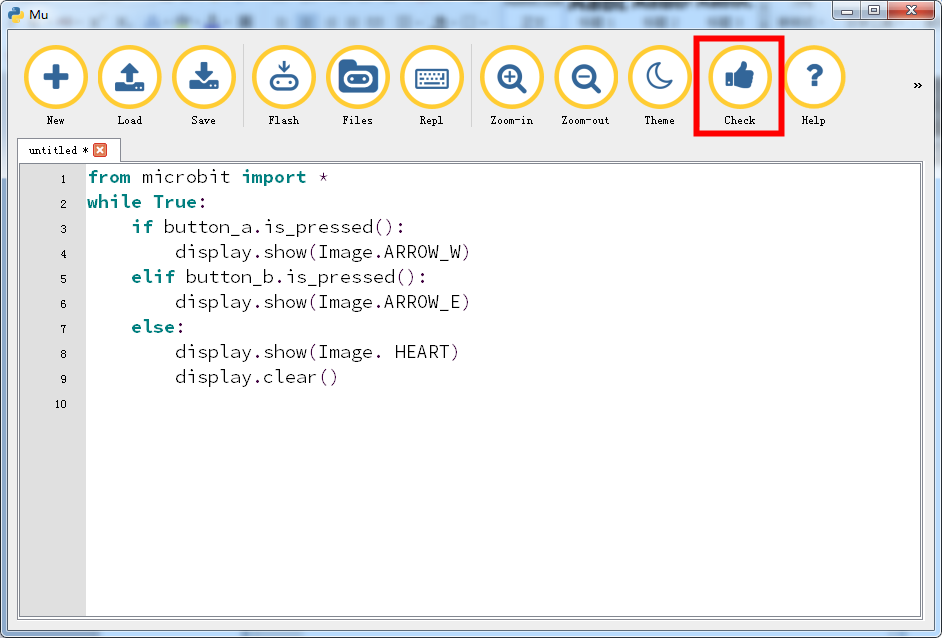 Mu
New Load Save Flash Files Repl Zoom-in Zoom-out Theme Check Help
»
untitled *
1 from microbit import *
2 while True:
3     if button_a.is_pressed():
4         display.show(Image.ARROW_W)
5     elif button_b.is_pressed():
6         display.show(Image.ARROW_E)
7     else:
8         display.show(Image. HEART)
9         display.clear()
10